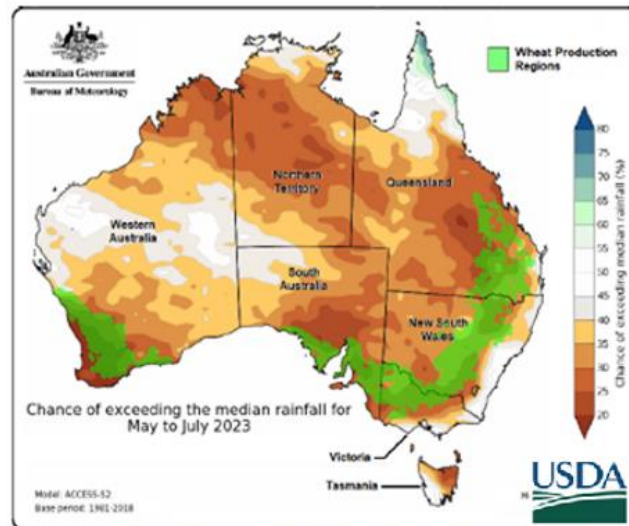 Australian Government
Bureau of Meteorology
Wheat Production
Regions
Northern
Territory
Queensland
Western
Australia
South
Australia
New South
Wales
Chance of exceeding the median rainfall for
May to July 2023
Victoria
Tasmania
Model: ACCESS-S2
Base period: 1981-2018
80
75
70
65
60
55
50
45
40
35
30
25
20
Chance of exceeding median rainfall (%)
USDA